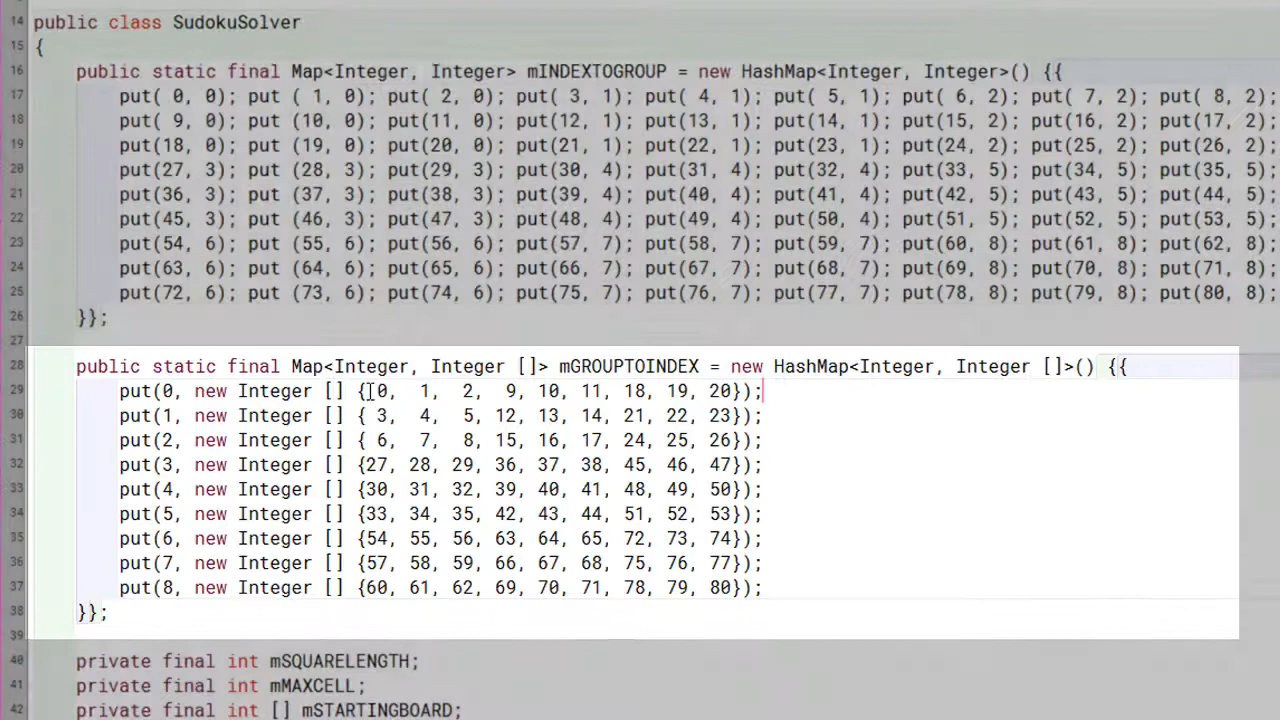 14 public class SudokuSolver
15 {
16 public static final Map<Integer, Integer> mINDEXTOGROUP = new HashMap<Integer, Integer>() {{
17 put( 0, 0); put ( 1, 0); put( 2, 0); put( 3, 1); put( 4, 1); put( 5, 1); put( 6, 2); put( 7, 2); put( 8, 2);
18 put( 9, 0); put (10, 0); put(11, 0); put(12, 1); put(13, 1); put(14, 1); put(15, 2); put(16, 2); put(17, 2);
19 put(18, 0); put (19, 0); put(20, 0); put(21, 1); put(22, 1); put(23, 1); put(24, 2); put(25, 2); put(26, 2);
20 put(27, 3); put (28, 3); put(29, 3); put(30, 4); put(31, 4); put(32, 4); put(33, 5); put(34, 5); put(35, 5);
21 put(36, 3); put (37, 3); put(38, 3); put(39, 4); put(40, 4); put(41, 4); put(42, 5); put(43, 5); put(44, 5);
22 put(45, 3); put (46, 3); put(47, 3); put(48, 4); put(49, 4); put(50, 4); put(51, 5); put(52, 5); put(53, 5);
23 put(54, 6); put (55, 6); put(56, 6); put(57, 7); put(58, 7); put(59, 7); put(60, 8); put(61, 8); put(62, 8);
24 put(63, 6); put (64, 6); put(65, 6); put(66, 7); put(67, 7); put(68, 7); put(69, 8); put(70, 8); put(71, 8);
25 put(72, 6); put (73, 6); put(74, 6); put(75, 7); put(76, 7); put(77, 7); put(78, 8); put(79, 8); put(80, 8);
26 }};
27
28 public static final Map<Integer, Integer []> mGROUPTOINDEX = new HashMap<Integer, Integer []>() {{
29 put(0, new Integer [] { 0, 1, 2, 9, 10, 11, 18, 19, 20});
30 put(1, new Integer [] { 3, 4, 5, 12, 13, 14, 21, 22, 23});
31 put(2, new Integer [] { 6, 7, 8, 15, 16, 17, 24, 25, 26});
32 put(3, new Integer [] {27, 28, 29, 36, 37, 38, 45, 46, 47});
33 put(4, new Integer [] {30, 31, 32, 39, 40, 41, 48, 49, 50});
34 put(5, new Integer [] {33, 34, 35, 42, 43, 44, 51, 52, 53});
35 put(6, new Integer [] {54, 55, 56, 63, 64, 65, 72, 73, 74});
36 put(7, new Integer [] {57, 58, 59, 66, 67, 68, 75, 76, 77});
37 put(8, new Integer [] {60, 61, 62, 69, 70, 71, 78, 79, 80});
38 }};
39
40 private final int mSQUARELENGTH;
41 private final int mMAXCELL;
42 private final int [] mSTARTINGBOARD;